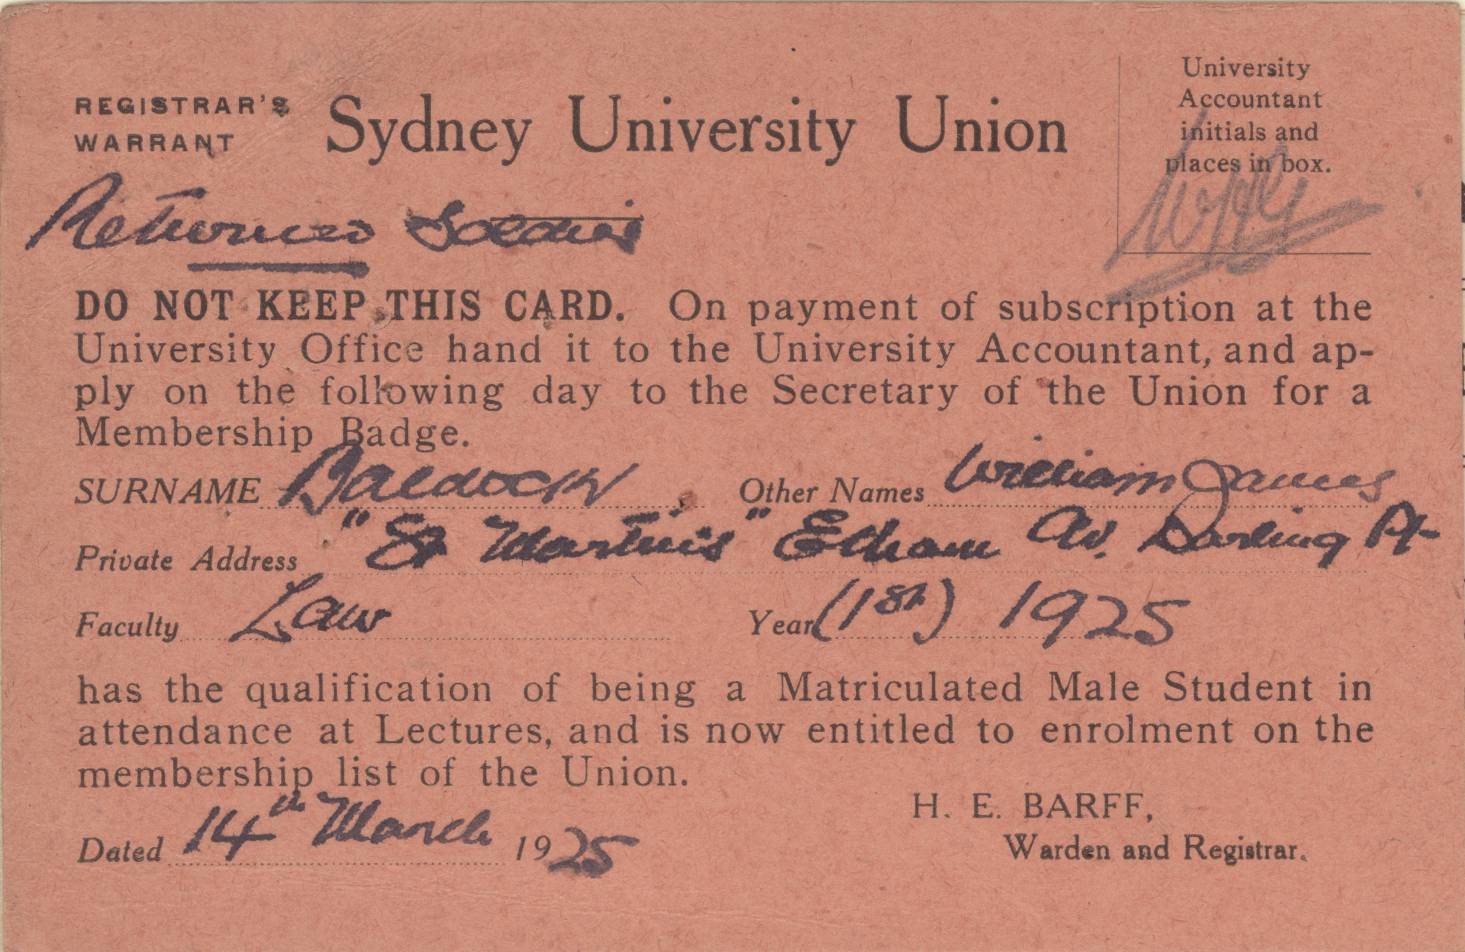 REGISTRAR'S
WARRANT
Sydney University Union
University
Accountant
initials and
places in box.
Returned Soldier
DO NOT KEEP THIS CARD. On payment of subscription at the
University Office hand it to the University Accountant, and ap-
ply on the following day to the Secretary of the Union for a
Membership Badge.
SURNAME Baldock Other Names William James
Private Address "St Martins" Etham Av. Darling Pt
Faculty Law Year (1st) 1925
has the qualification of being a Matriculated Male Student in
attendance at Lectures, and is now entitled to enrolment on the
membership list of the Union.
H. E. BARFF,
Warden and Registrar.
Dated 14th March 1925